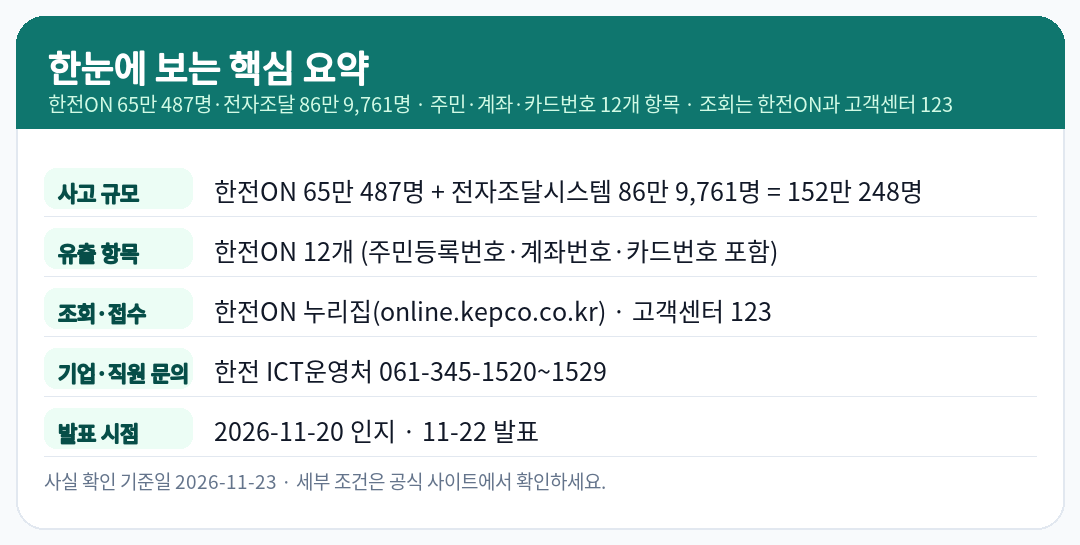 한눈에 보는 핵심 요약
한전ON 65만 487명·전자조달 86만 9,761명 · 주민·계좌·카드번호 12개 항목 · 조회는 한전ON과 고객센터 123
사고 규모
한전ON 65만 487명 + 전자조달시스템 86만 9,761명 = 152만 248명
유출 항목
한전ON 12개 (주민등록번호·계좌번호·카드번호 포함)
조회·접수
한전ON 누리집(online.kepco.co.kr) · 고객센터 123
기업·직원 문의
한전 ICT운영처 061-345-1520~1529
발표 시점
2026-11-20 인지 · 11-22 발표
사실 확인 기준일 2026-11-23 · 세부 조건은 공식 사이트에서 확인하세요.